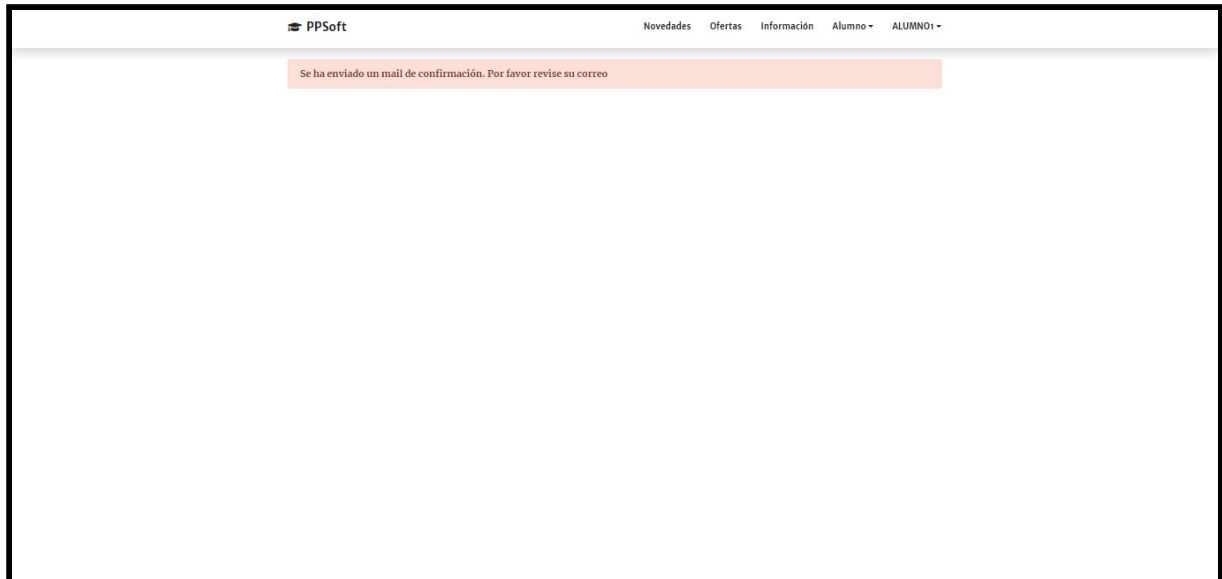 PPSoft Novedades Ofertas Información Alumno ALUMNO1
Se ha enviado un mail de confirmación. Por favor revise su correo